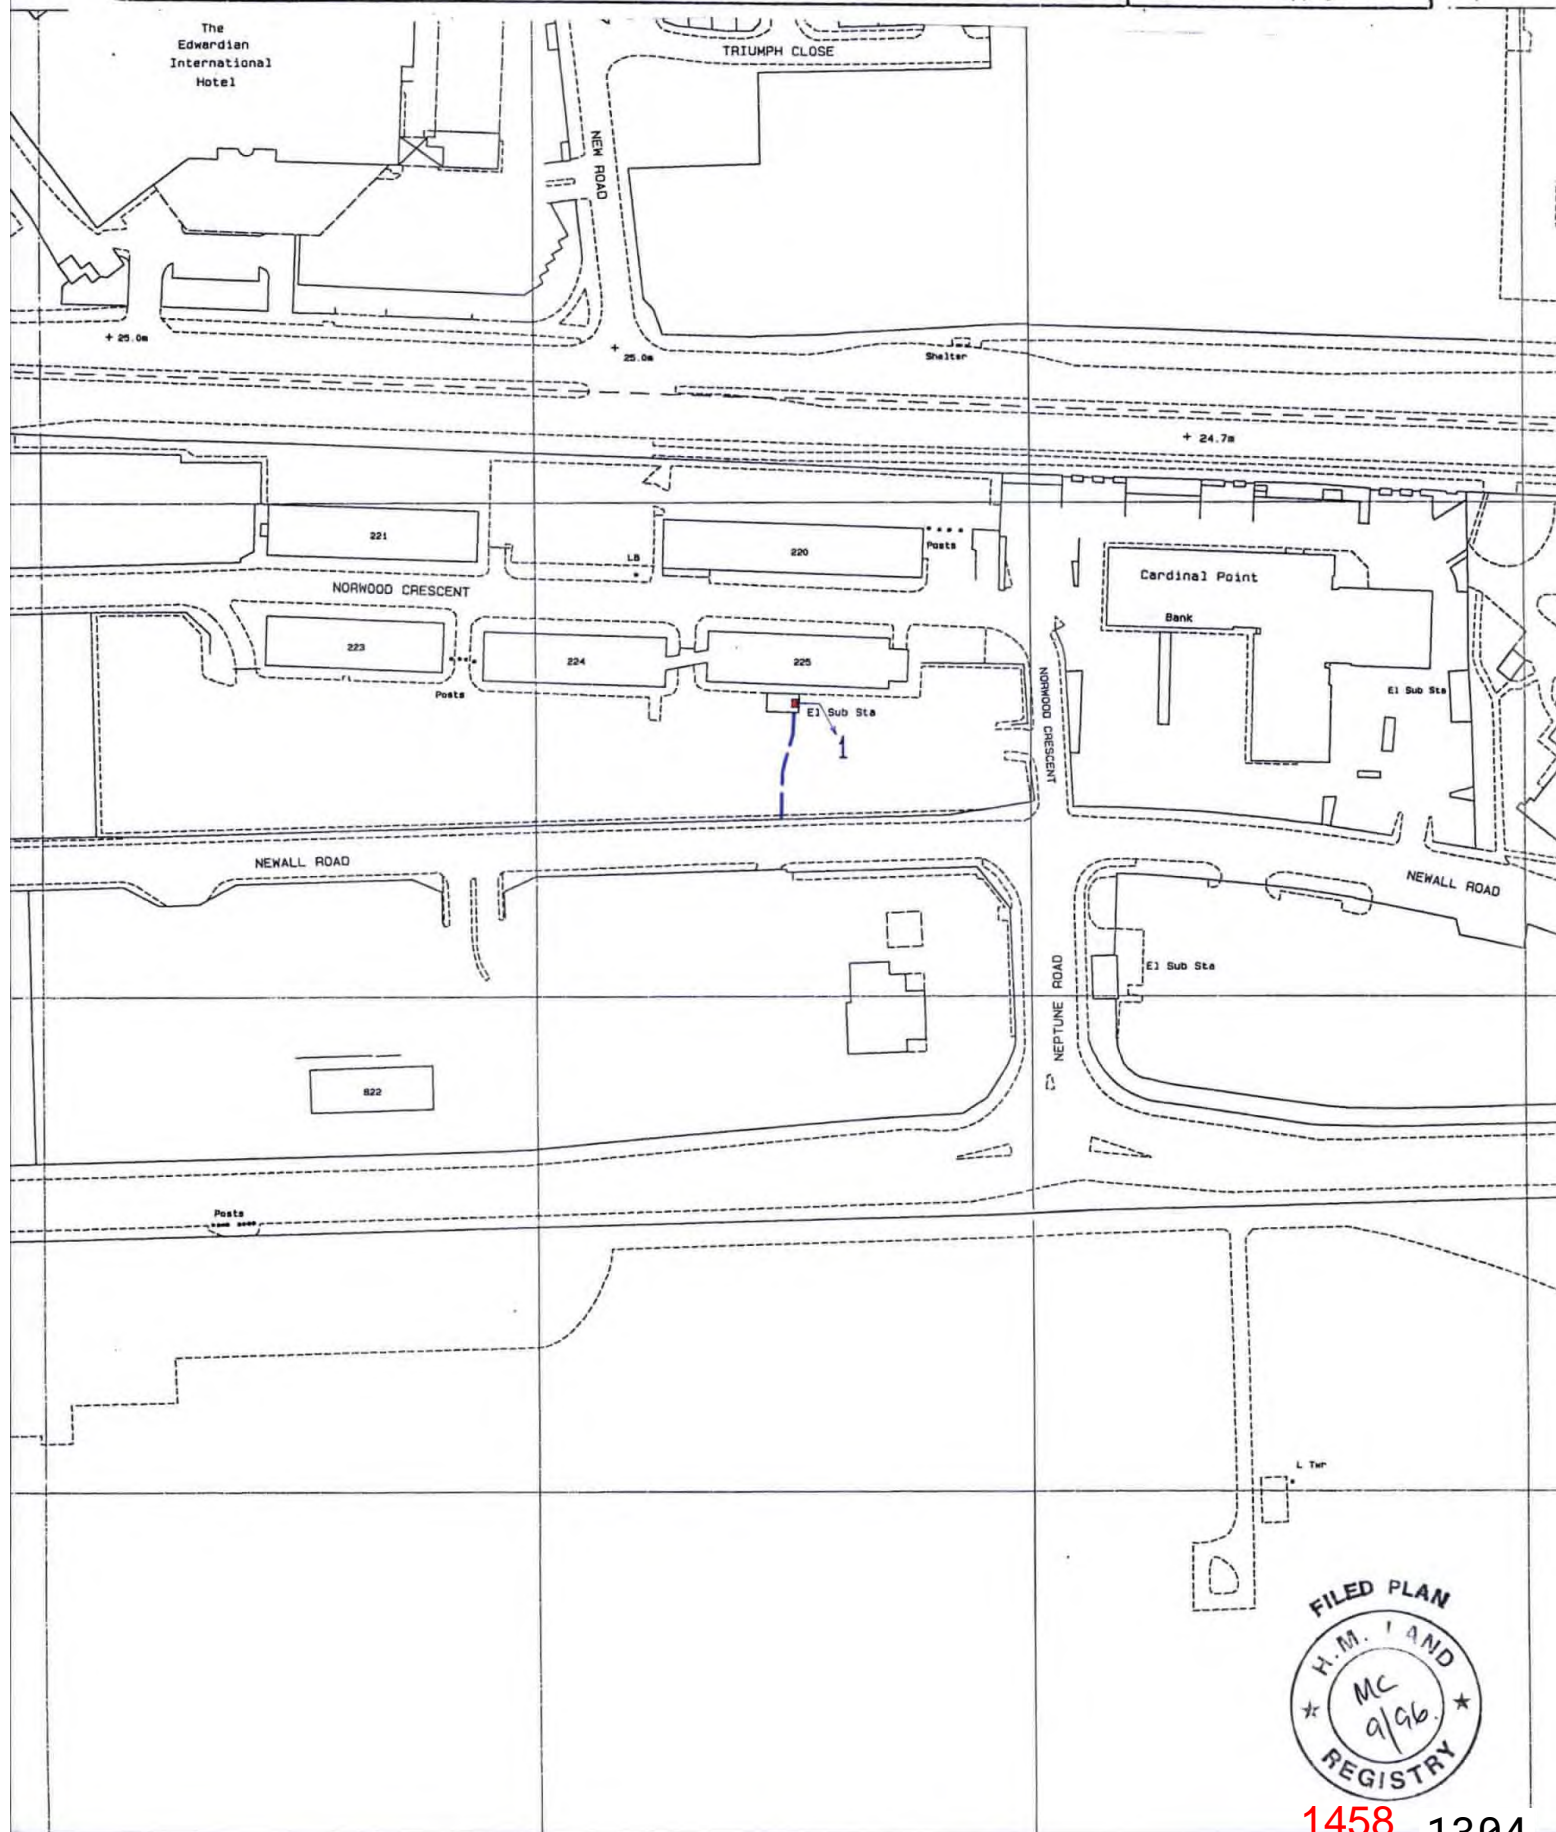 The
Edwardian
International
Hotel
TRIUMPH CLOSE
NEW ROAD
+ 25.0m
+ 25.0m
Shelter
+ 24.7m
221
LB
220
Posts
NORWOOD CRESCENT
Cardinal Point
Bank
223
224
225
Posts
El Sub Sta
1
NORWOOD CRESCENT
El Sub Sta
NEWALL ROAD
NEWALL ROAD
El Sub Sta
NEPTUNE ROAD
822
Posts
L Twr
FILED PLAN
H.M. LAND
MC
9/96.
REGISTRY
1458
1394